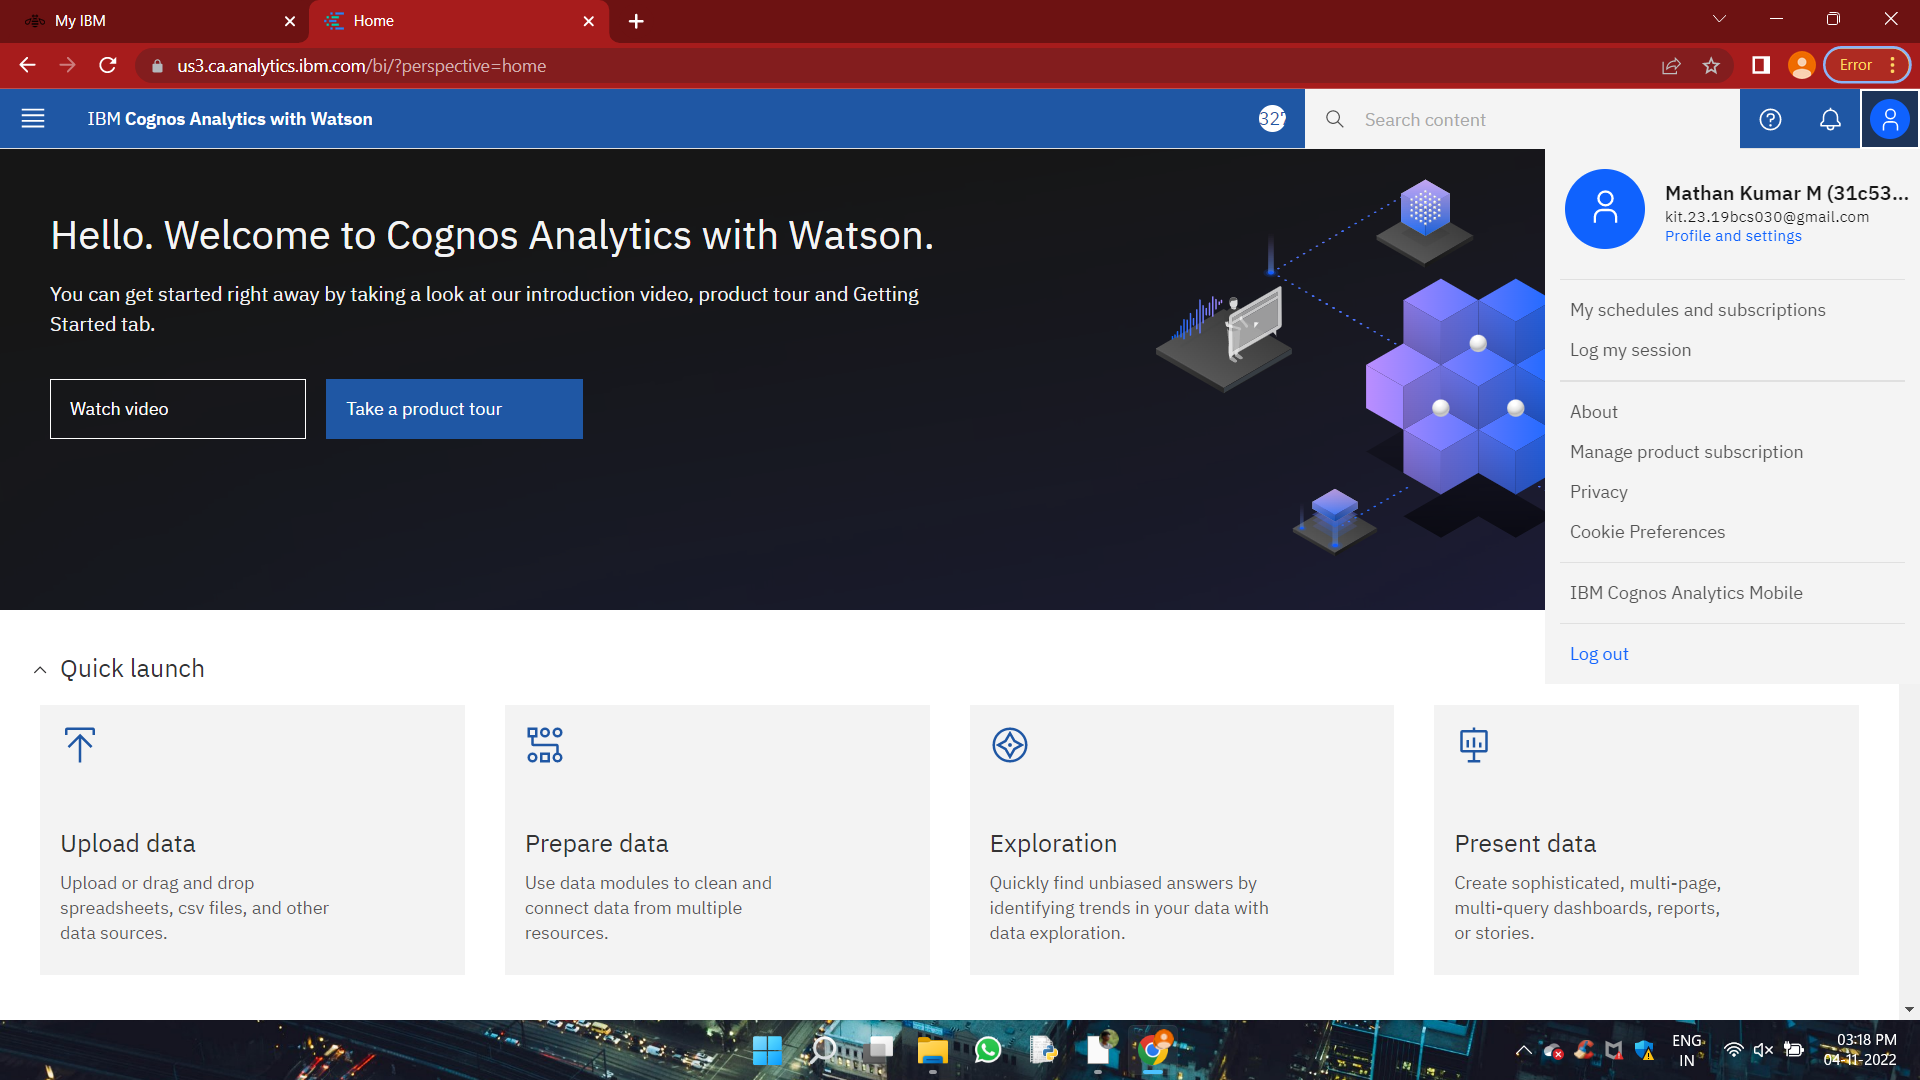 My IBM
Home
us3.ca.analytics.ibm.com/bi/?perspective=home
Error
IBM Cognos Analytics with Watson
327
Search content
Hello. Welcome to Cognos Analytics with Watson.
You can get started right away by taking a look at our introduction video, product tour and Getting
Started tab.
Watch video
Take a product tour
Mathan Kumar M (31c53...
kit.23.19bcs030@gmail.com
Profile and settings
My schedules and subscriptions
Log my session
About
Manage product subscription
Privacy
Cookie Preferences
IBM Cognos Analytics Mobile
Log out
Quick launch
Upload data
Upload or drag and drop
spreadsheets, csv files, and other
data sources.
Prepare data
Use data modules to clean and
connect data from multiple
resources.
Exploration
Quickly find unbiased answers by
identifying trends in your data with
data exploration.
Present data
Create sophisticated, multi-page,
multi-query dashboards, reports,
or stories.
ENG
IN
03:18 PM
04-11-2022